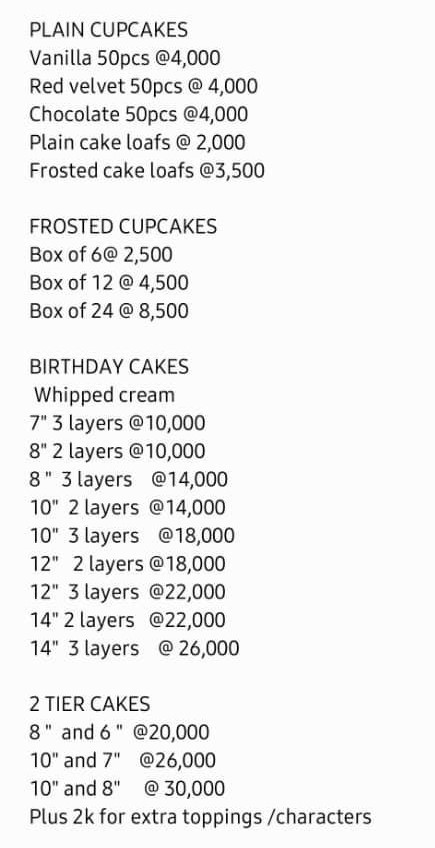 PLAIN CUPCAKES
Vanilla 50pcs @4,000
Red velvet 50pcs @ 4,000
Chocolate 50pcs @4,000
Plain cake loafs @ 2,000
Frosted cake loafs @3,500
FROSTED CUPCAKES
Box of 6@ 2,500
Box of 12 @ 4,500
Box of 24 @ 8,500
BIRTHDAY CAKES
Whipped cream
7" 3 layers @10,000
8" 2 layers @10,000
8 " 3 layers @14,000
10" 2 layers @14,000
10" 3 layers @18,000
12" 2 layers @18,000
12" 3 layers @22,000
14" 2 layers @22,000
14" 3 layers @ 26,000
2 TIER CAKES
8 " and 6 " @20,000
10" and 7" @26,000
10" and 8" @ 30,000
Plus 2k for extra toppings /characters